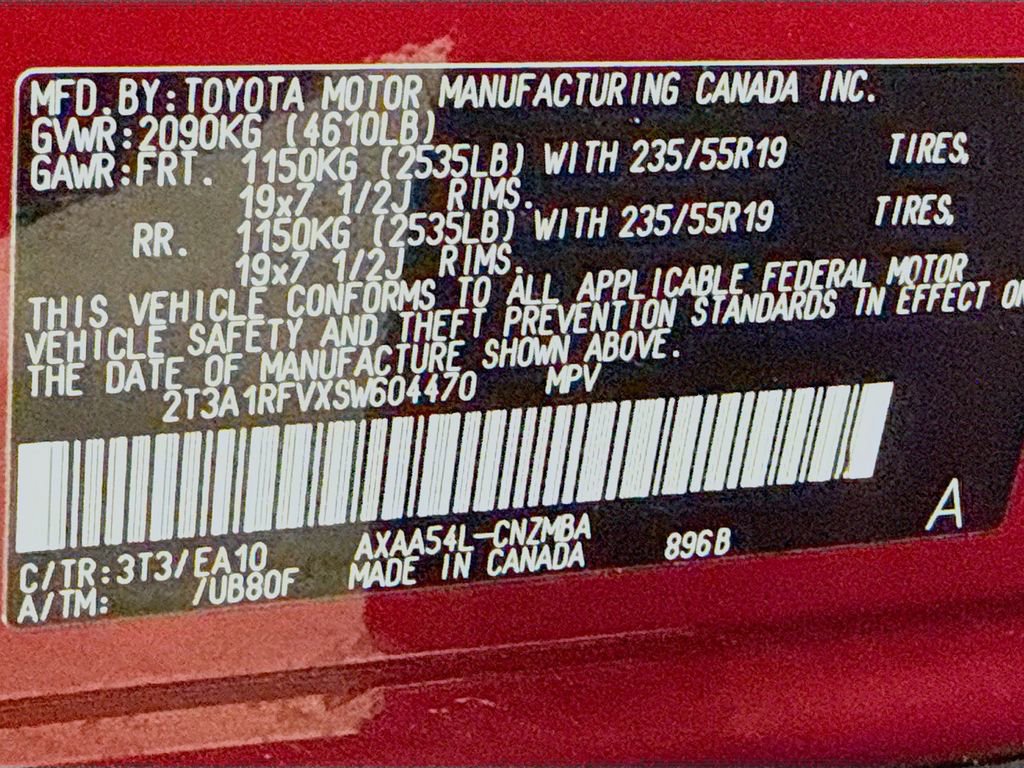 MFD.BY:TOYOTA MOTOR MANUFACTURING CANADA INC.
GVWR:2090KG (4610LB)
GAWR:FRT. 1150KG (2535LB) WITH 235/55R19 TIRES,
19x7 1/2J RIMS.
RR. 1150KG (2535LB) WITH 235/55R19 TIRES,
19x7 1/2J RIMS.
THIS VEHICLE CONFORMS TO ALL APPLICABLE FEDERAL MOTOR
VEHICLE SAFETY AND THEFT PREVENTION STANDARDS IN EFFECT ON
THE DATE OF MANUFACTURE SHOWN ABOVE.
2T3A1RFVXSW604470 MPV
C/TR:3T3/EA10 AXAA54L-CNZMBA 896B A
A/TM: /UB80F MADE IN CANADA